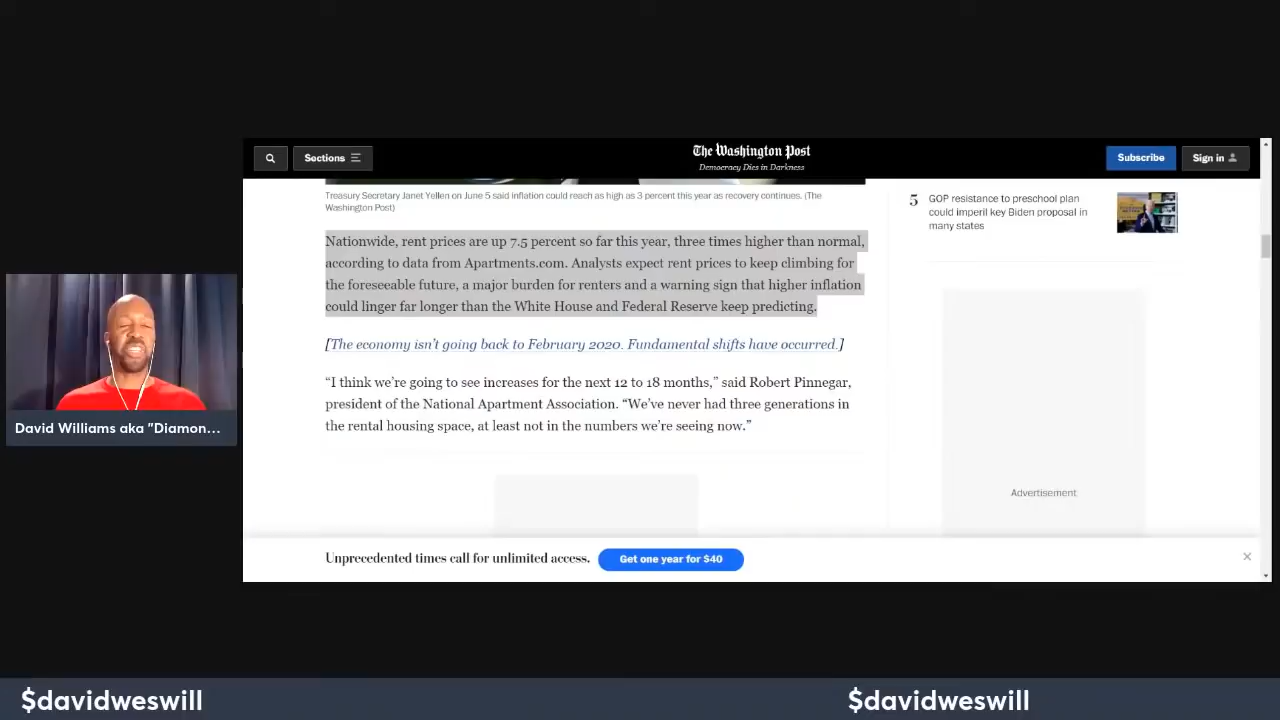 Sections
The Washington Post
Democracy Dies in Darkness
Subscribe
Sign in
Treasury Secretary Janet Yellen on June 5 said inflation could reach as high as 3 percent this year as recovery continues. (The
Washington Post)
Nationwide, rent prices are up 7.5 percent so far this year, three times higher than normal,
according to data from Apartments.com. Analysts expect rent prices to keep climbing for
the foreseeable future, a major burden for renters and a warning sign that higher inflation
could linger far longer than the White House and Federal Reserve keep predicting.
[The economy isn’t going back to February 2020. Fundamental shifts have occurred.]
“I think we’re going to see increases for the next 12 to 18 months,” said Robert Pinnegar,
president of the National Apartment Association. “We’ve never had three generations in
the rental housing space, at least not in the numbers we’re seeing now.”
5
GOP resistance to preschool plan
could imperil key Biden proposal in
many states
Advertisement
Unprecedented times call for unlimited access.
Get one year for $40
David Williams aka "Diamon...
$davidweswill
$davidweswill